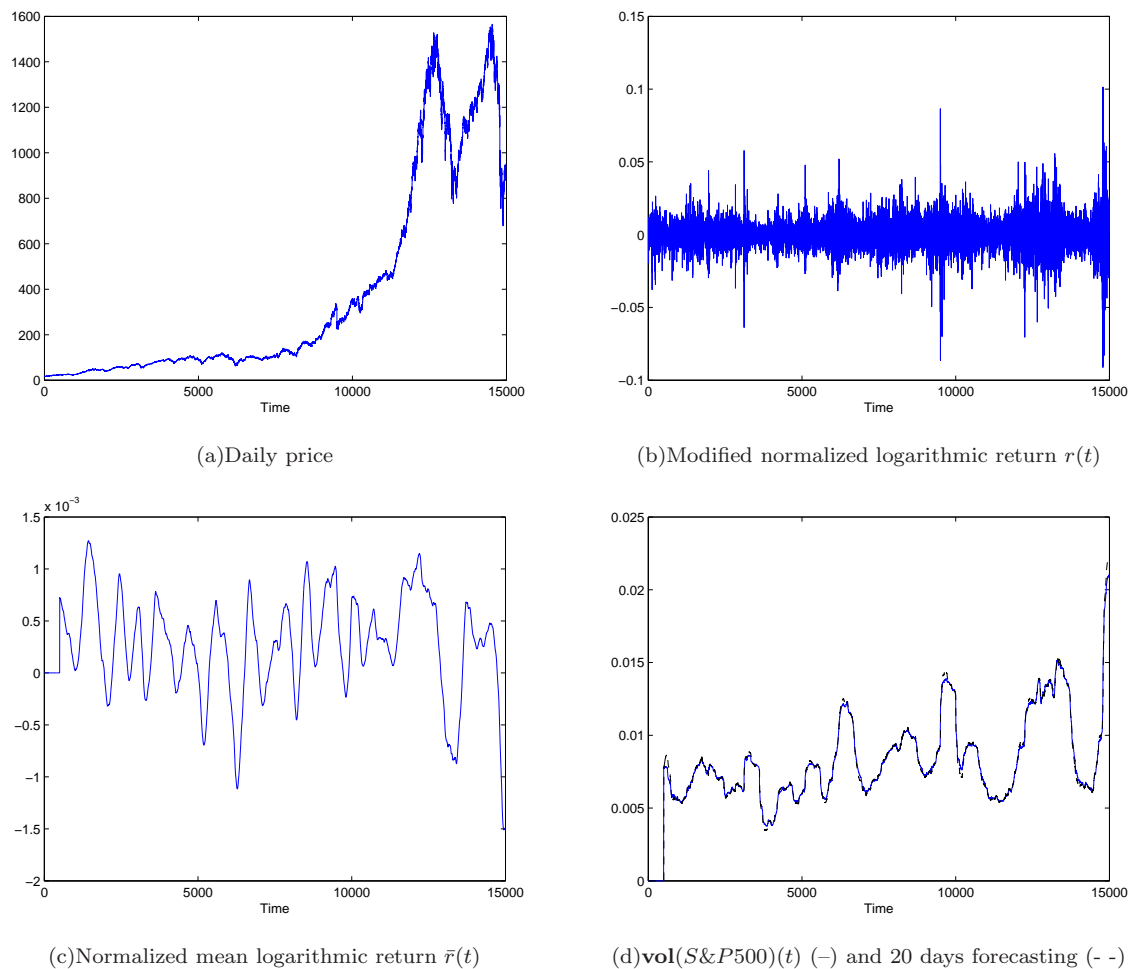 1600
1400
1200
1000
800
600
400
200
0
0 5000 10000 15000
Time
(a)Daily price
0.15
0.1
0.05
0
−0.05
−0.1
0 5000 10000 15000
Time
(b)Modified normalized logarithmic return r(t)
x 10⁻³
1.5
1
0.5
0
−0.5
−1
−1.5
−2
0 5000 10000 15000
Time
(c)Normalized mean logarithmic return r̄(t)
0.025
0.02
0.015
0.01
0.005
0
0 5000 10000 15000
Time
(d)vol(S&P500)(t) (–) and 20 days forecasting (- -)